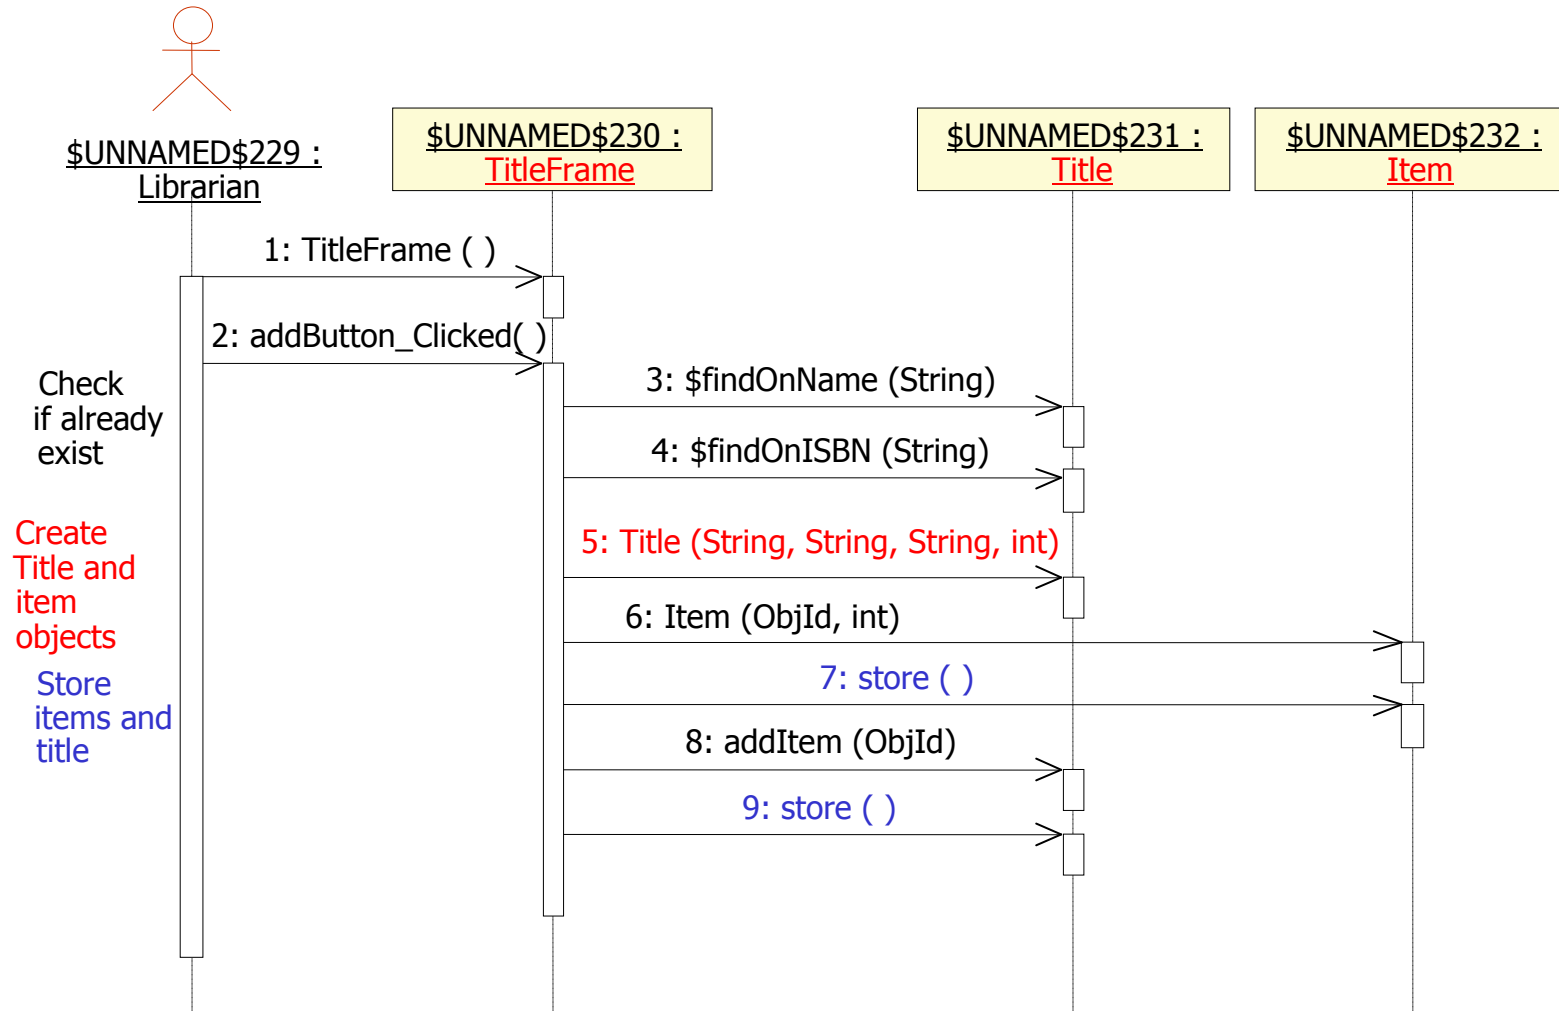 $UNNAMED$229 :
Librarian
$UNNAMED$230 :
TitleFrame
$UNNAMED$231 :
Title
$UNNAMED$232 :
Item
1: TitleFrame ( )
2: addButton_Clicked( )
Check
if already
exist
3: $findOnName (String)
4: $findOnISBN (String)
Create
Title and
item
objects
5: Title (String, String, String, int)
6: Item (ObjId, int)
Store
items and
title
7: store ( )
8: addItem (ObjId)
9: store ( )